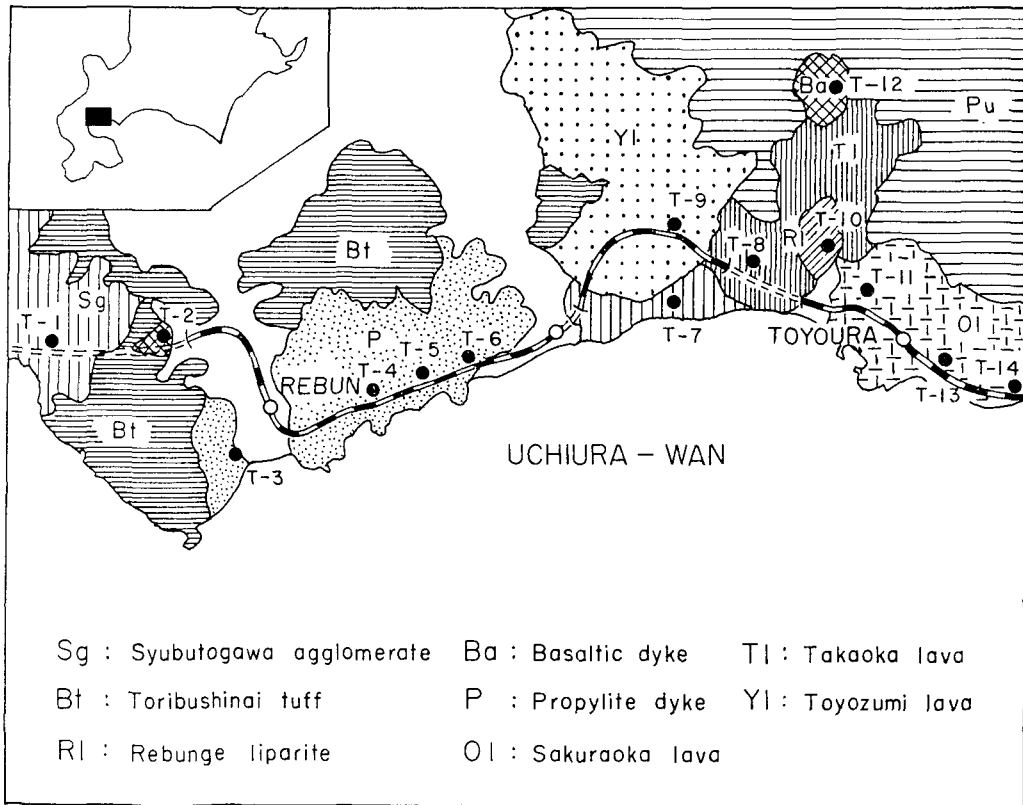 Ba
T-12
Pu
Yl
Tl
T-9
T-10
Rl
T-8
Bt
Sg
T-1
T-2
T-11
Ol
T-7
TOYOURA
P
T-5
T-6
T-4
REBUN
T-14
T-13
Bt
T-3
UCHIURA – WAN
Sg : Syubutogawa agglomerate
Ba : Basaltic dyke
Tl : Takaoka lava
Bt : Toribushinai tuff
P : Propylite dyke
Yl : Toyozumi lava
Rl : Rebunge liparite
Ol : Sakuraoka lava